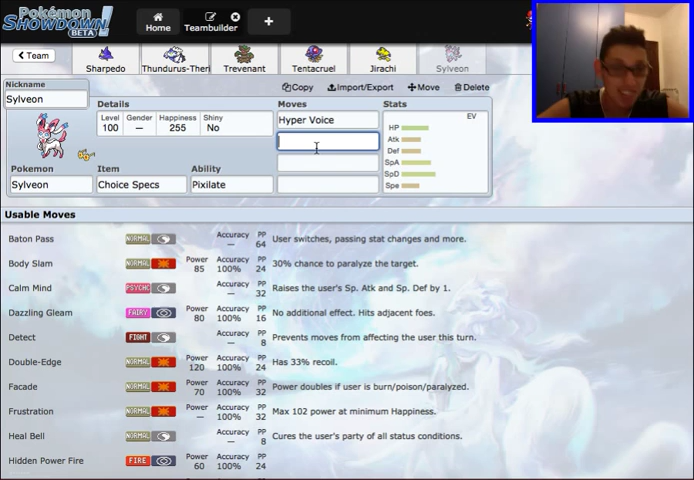 Pokémon
SHOWDOWN!
BETA
Home
Teambuilder
+
< Team
Sharpedo
Thundurus-Theri
Trevenant
Tentacruel
Jirachi
Sylveon
Copy
Import/Export
Move
Delete
Nickname
Sylveon
Details
Level
100
Gender
—
Happiness
255
Shiny
No
Moves
Hyper Voice
Stats
EV
HP
Atk
Def
SpA
SpD
Spe
Pokemon
Sylveon
Item
Choice Specs
Ability
Pixilate
Usable Moves
Baton Pass NORMAL Accuracy — PP 64 User switches, passing stat changes and more.
Body Slam NORMAL Power 85 Accuracy 100% PP 24 30% chance to paralyze the target.
Calm Mind PSYCHC Accuracy — PP 32 Raises the user's Sp. Atk and Sp. Def by 1.
Dazzling Gleam FAIRY Power 80 Accuracy 100% PP 16 No additional effect. Hits adjacent foes.
Detect FIGHT Accuracy — PP 8 Prevents moves from affecting the user this turn.
Double-Edge NORMAL Power 120 Accuracy 100% PP 24 Has 33% recoil.
Facade NORMAL Power 70 Accuracy 100% PP 32 Power doubles if user is burn/poison/paralyzed.
Frustration NORMAL Power — Accuracy 100% PP 32 Max 102 power at minimum Happiness.
Heal Bell NORMAL Accuracy — PP 8 Cures the user's party of all status conditions.
Hidden Power Fire FIRE Power 60 Accuracy 100% PP 24